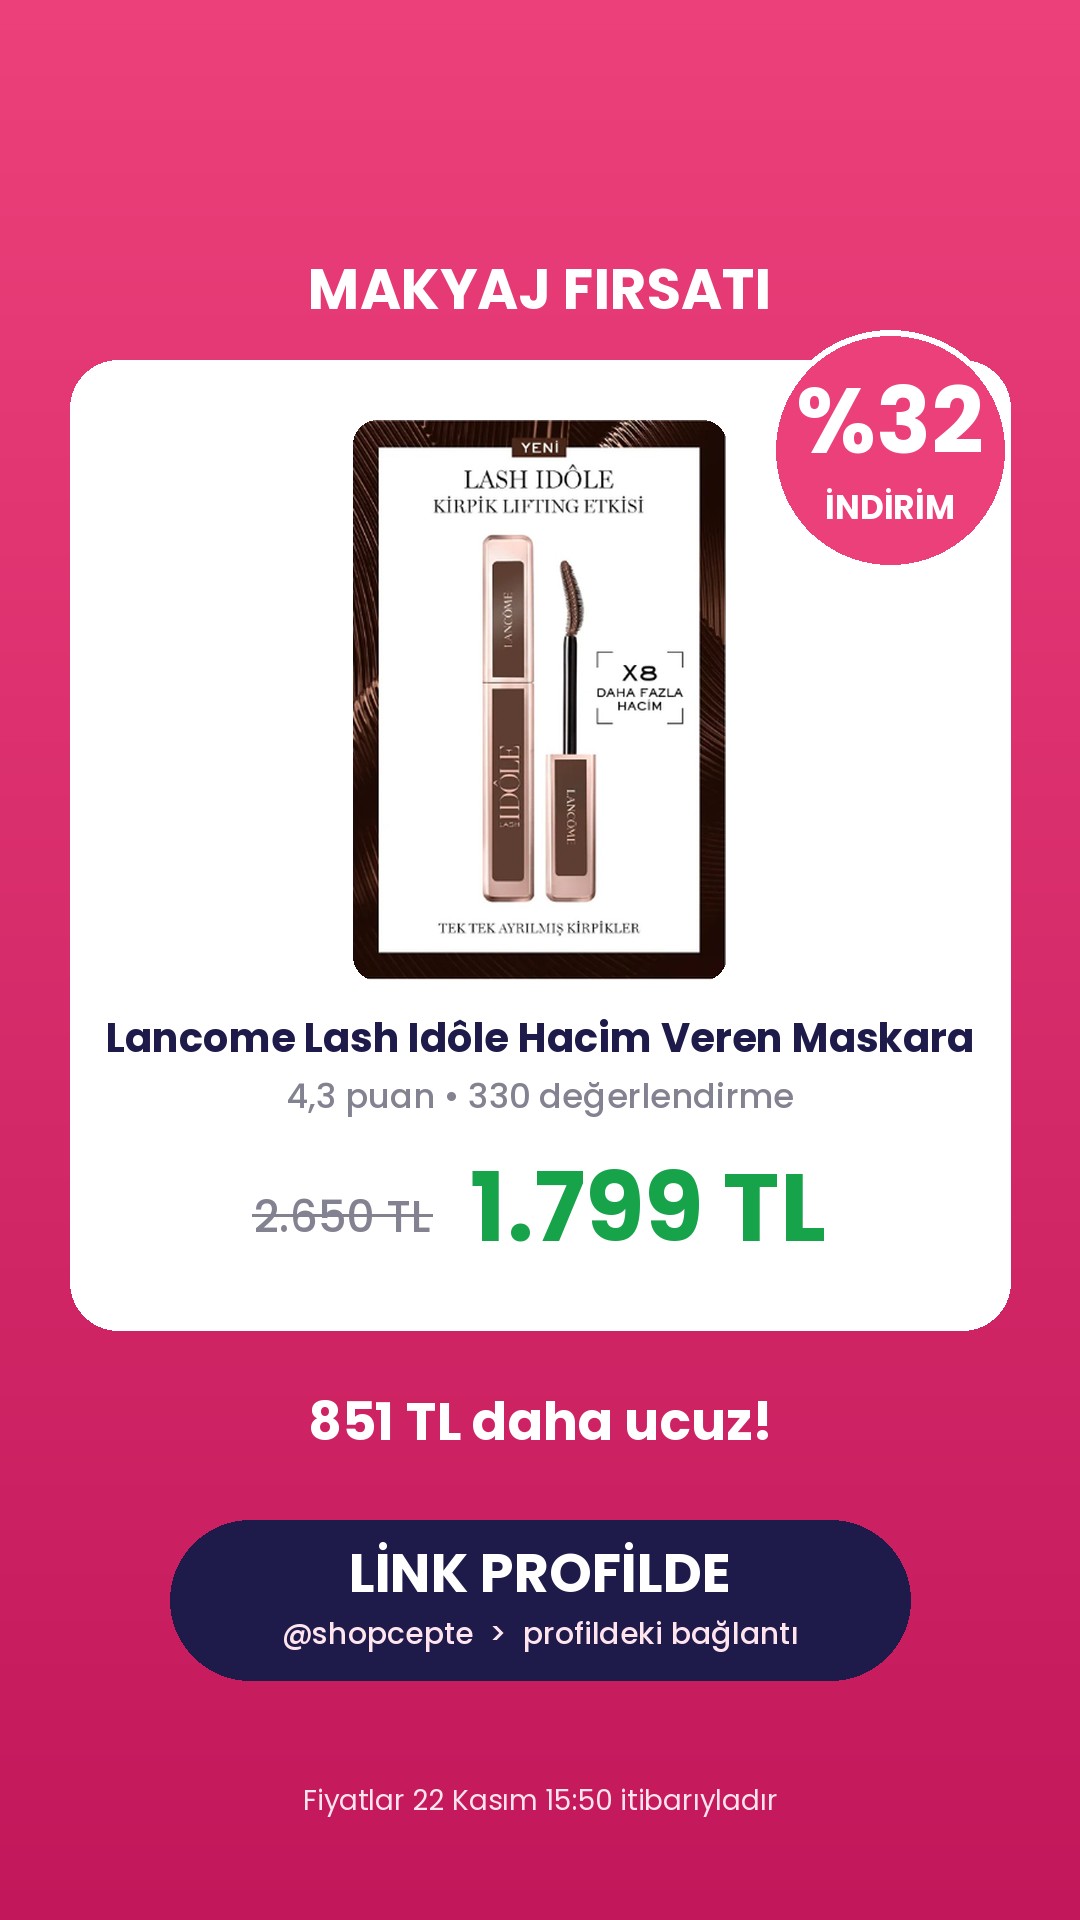 MAKYAJ FIRSATI
%32
İNDİRİM
YENİ
LASH IDÔLE
KİRPİK LIFTING ETKİSİ
LANCÔME
LASH IDÔLE
LANCÔME
X8
DAHA FAZLA
HACİM
TEK TEK AYRILMIŞ KİRPİKLER
Lancome Lash Idôle Hacim Veren Maskara
4,3 puan • 330 değerlendirme
2.650 TL 1.799 TL
851 TL daha ucuz!
LİNK PROFİLDE
@shopcepte > profildeki bağlantı
Fiyatlar 22 Kasım 15:50 itibarıyladır